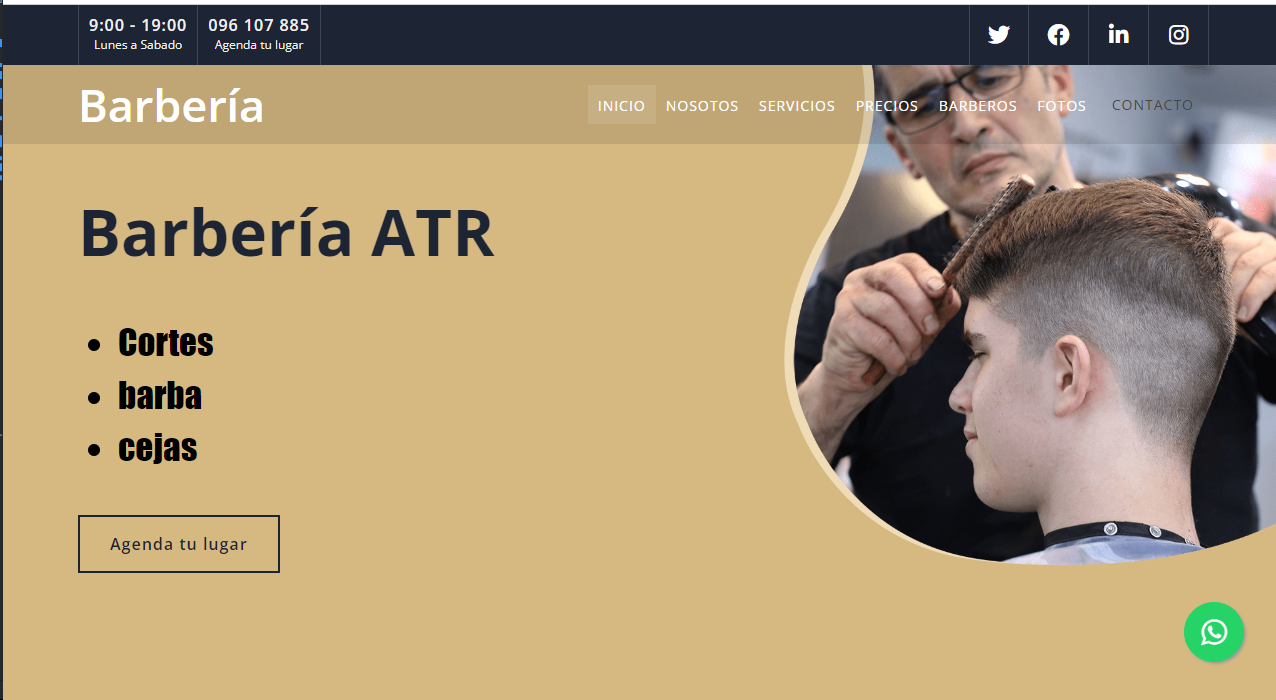 9:00 - 19:00 096 107 885
Lunes a Sabado Agenda tu lugar
Barbería INICIO NOSOTOS SERVICIOS PRECIOS BARBEROS FOTOS CONTACTO
Barbería ATR
Cortes
barba
cejas
Agenda tu lugar